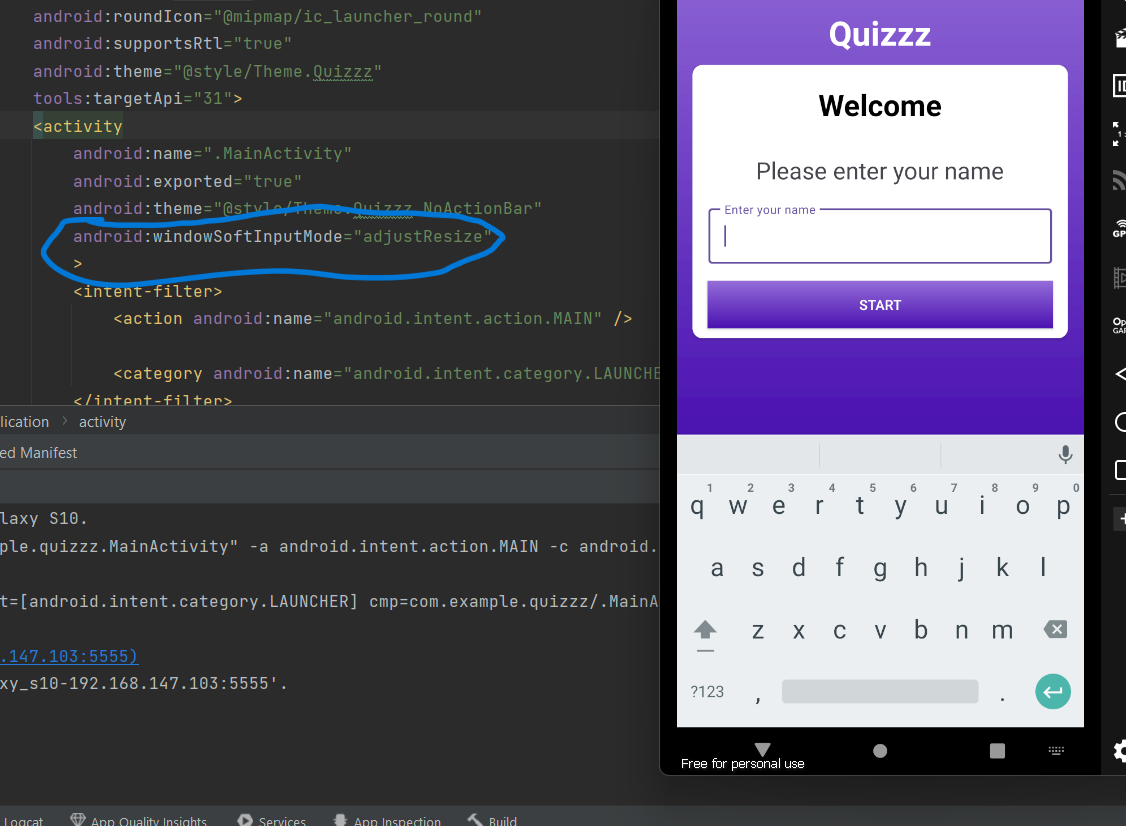 android:roundIcon="@mipmap/ic_launcher_round"
android:supportsRtl="true"
android:theme="@style/Theme.Quizzz"
tools:targetApi="31">
<activity
android:name=".MainActivity"
android:exported="true"
android:theme="@style/Theme.Quizzz.NoActionBar"
android:windowSoftInputMode="adjustResize"
>
<intent-filter>
<action android:name="android.intent.action.MAIN" />
<category android:name="android.intent.category.LAUNCHE
</intent-filter>
lication > activity
ed Manifest
laxy S10.
ple.quizzz.MainActivity" -a android.intent.action.MAIN -c android.
t=[android.intent.category.LAUNCHER] cmp=com.example.quizzz/.MainA
.147.103:5555)
xy_s10-192.168.147.103:5555'.
Logcat App Quality Insights Services App Inspection Build
Quizzz
Welcome
Please enter your name
Enter your name
START
1 2 3 4 5 6 7 8 9 0
q w e r t y u i o p
a s d f g h j k l
z x c v b n m
?123 , .
Free for personal use
ID
GP
Op
GAP